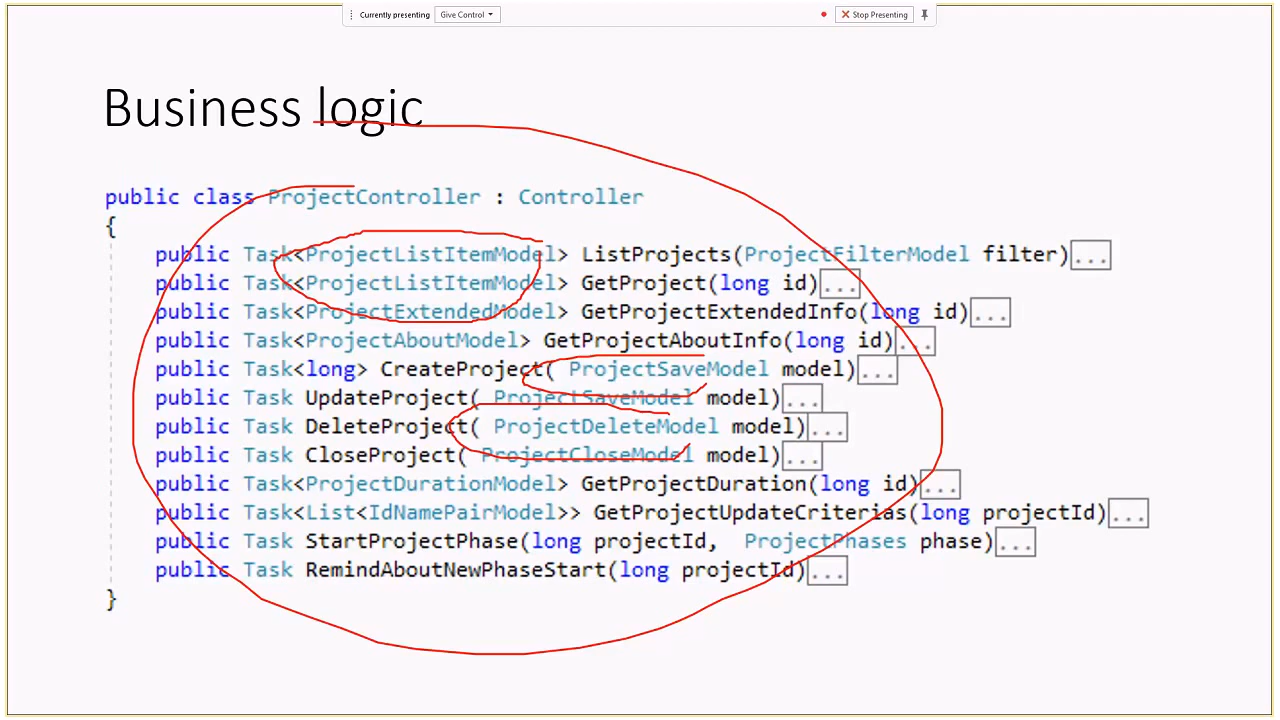 Currently presenting Give Control Stop Presenting
Business logic
public class ProjectController : Controller
{
public Task<ProjectListItemModel> ListProjects(ProjectFilterModel filter)...
public Task<ProjectListItemModel> GetProject(long id)...
public Task<ProjectExtendedModel> GetProjectExtendedInfo(long id)...
public Task<ProjectAboutModel> GetProjectAboutInfo(long id)...
public Task<long> CreateProject( ProjectSaveModel model)...
public Task UpdateProject( ProjectSaveModel model)...
public Task DeleteProject( ProjectDeleteModel model)...
public Task CloseProject( ProjectCloseModel model)...
public Task<ProjectDurationModel> GetProjectDuration(long id)...
public Task<List<IdNamePairModel>> GetProjectUpdateCriterias(long projectId)...
public Task StartProjectPhase(long projectId, ProjectPhases phase)...
public Task RemindAboutNewPhaseStart(long projectId)...
}